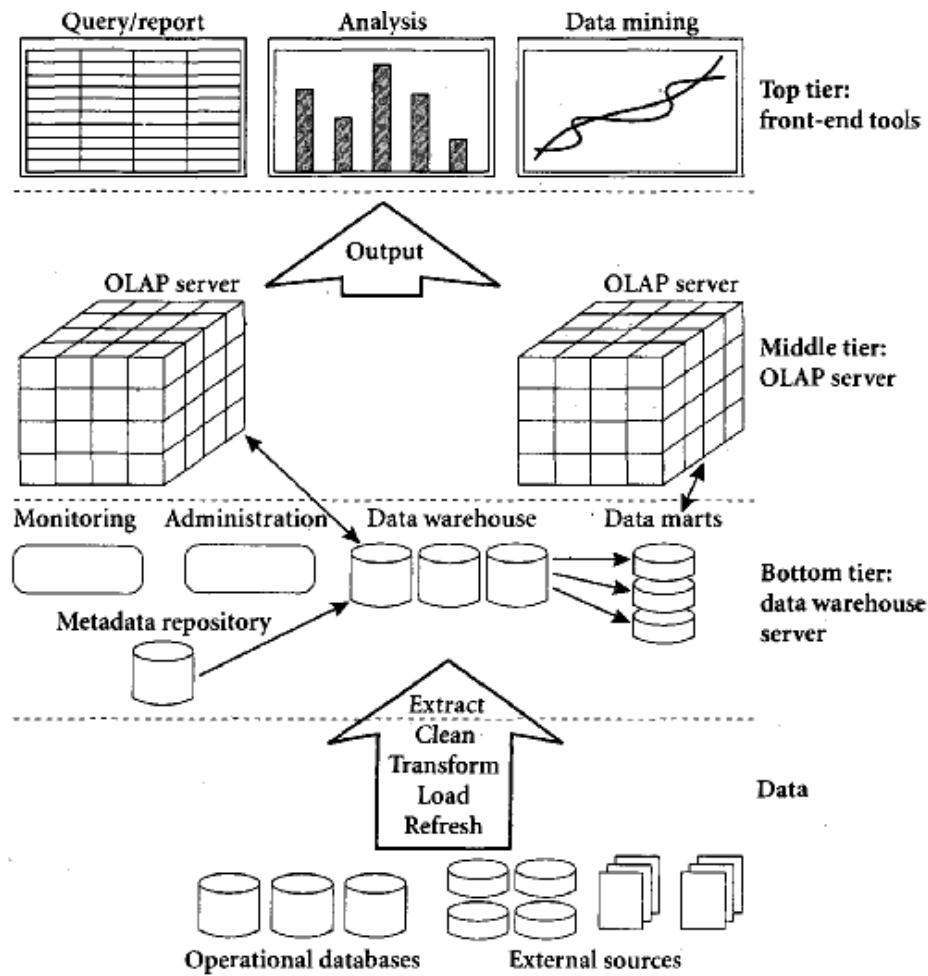 Query/report
Analysis
Data mining
Top tier:
front-end tools
Output
OLAP server
OLAP server
Middle tier:
OLAP server
Monitoring
Administration
Data warehouse
Data marts
Bottom tier:
data warehouse
server
Metadata repository
Extract
Clean
Transform
Load
Refresh
Data
Operational databases
External sources